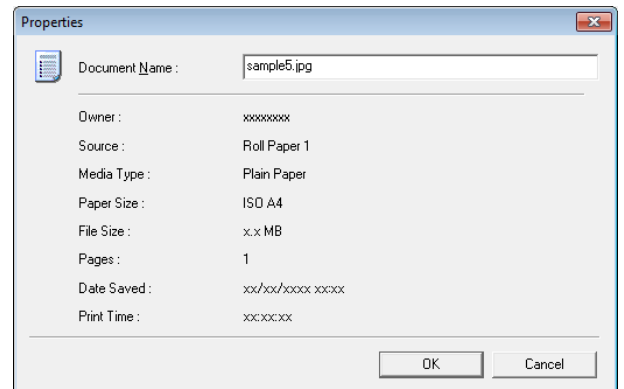 Properties
Document Name : sample5.jpg
Owner : xxxxxxxx
Source : Roll Paper 1
Media Type : Plain Paper
Paper Size : ISO A4
File Size : x.x MB
Pages : 1
Date Saved : xx/xx/xxxx xx:xx
Print Time : xx:xx:xx
OK Cancel